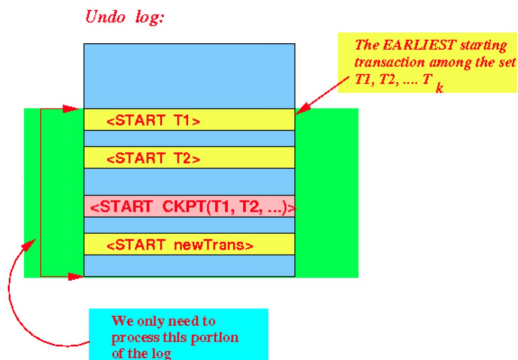 Undo log:
The EARLIEST starting
transaction among the set
T1, T2, .... T k
<START T1>
<START T2>
<START CKPT(T1, T2, ...)>
<START newTrans>
We only need to
process this portion
of the log